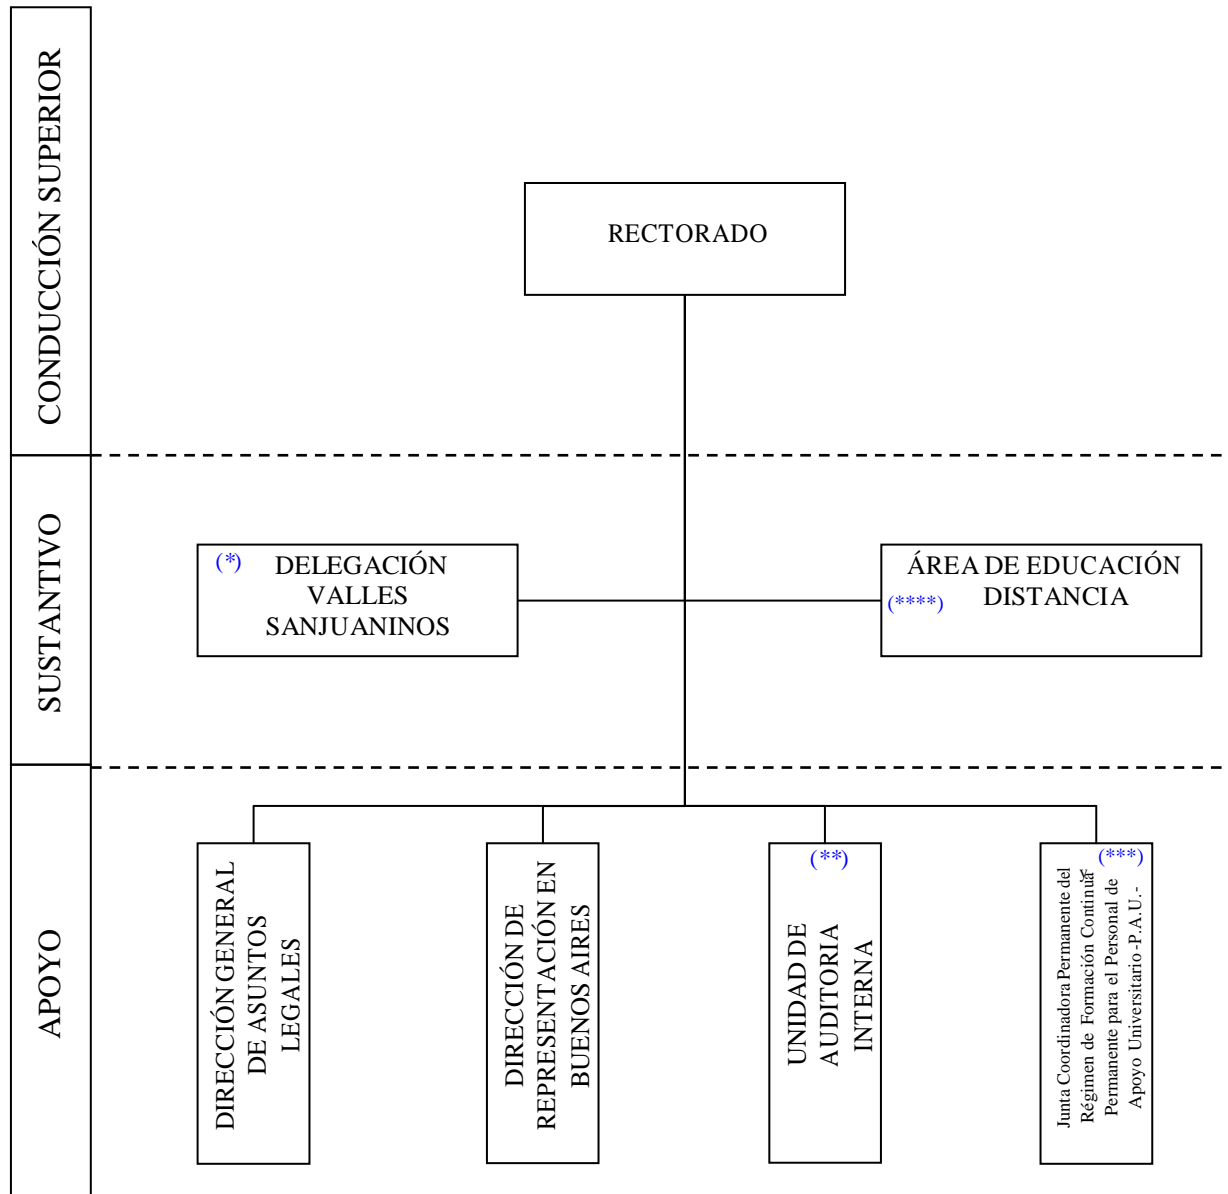 CONDUCCIÓN SUPERIOR
RECTORADO
SUSTANTIVO
(*) DELEGACIÓN
VALLES
SANJUANINOS
ÁREA DE EDUCACIÓN
(****) DISTANCIA
APOYO
DIRECCIÓN GENERAL
DE ASUNTOS
LEGALES
DIRECCIÓN DE
REPRESENTACIÓN EN
BUENOS AIRES
(**)
UNIDAD DE
AUDITORIA
INTERNA
(***)
Junta Coordinadora Permanente del
Régimen de Formación Continua
Permanente para el Personal de
Apoyo Universitario -P.A.U.-